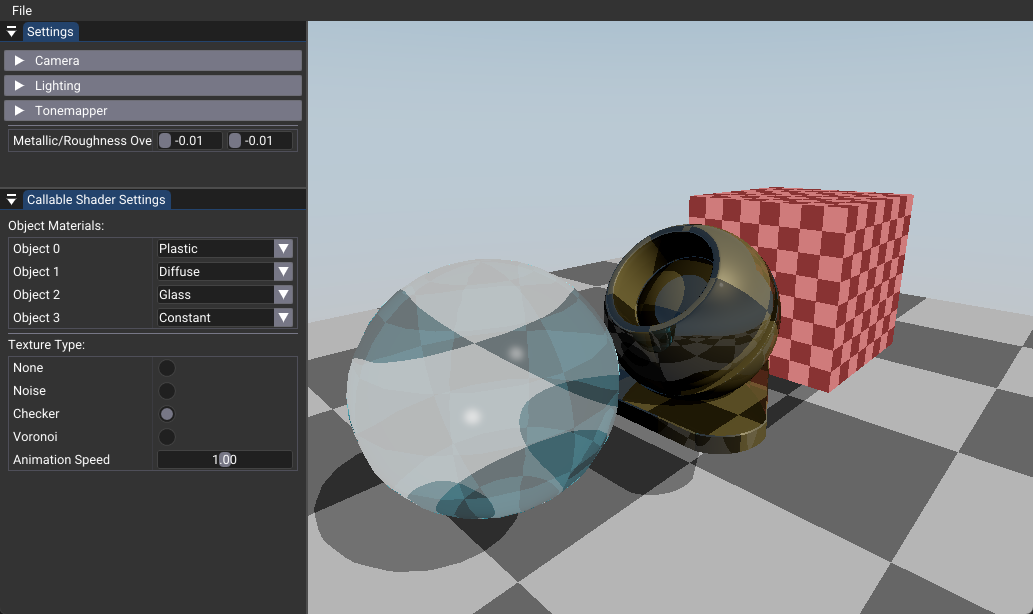 File
Settings
Camera
Lighting
Tonemapper
Metallic/Roughness Ove -0.01 -0.01
Callable Shader Settings
Object Materials:
Object 0 Plastic
Object 1 Diffuse
Object 2 Glass
Object 3 Constant
Texture Type:
None
Noise
Checker
Voronoi
Animation Speed 1.00